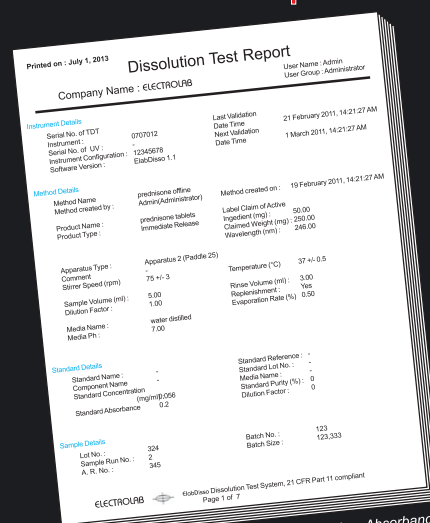 Printed on : July 1, 2013
Dissolution Test Report
User Name : Admin
User Group : Administrator
Company Name : ELECTROLAB
Instrument Details
Serial No. of TDT
Instrument : 0707012
Serial No. of UV : -
Instrument Configuration : 12345678
Software Version : ElabDisso 1.1
Last Validation
Date Time 21 February 2011, 14:21:27 AM
Next Validation
Date Time 1 March 2011, 14:21:27 AM
Method Details
Method Name prednisone offline
Method created by : Admin(Administrator)
Method created on : 19 February 2011, 14:21:27 AM
Product Name : prednisone tablets
Product Type : Immediate Release
Label Claim of Active
Ingedient (mg) : 50.00
Claimed Weight (mg) : 250.00
Wavelength (nm) : 246.00
Apparatus Type : Apparatus 2 (Paddle 25)
Comment -
Stirrer Speed (rpm) 75 +/- 3
Temperature (°C) 37 +/- 0.5
Sample Volume (ml) : 5.00
Dilution Factor : 1.00
Rinse Volume (ml) : 3.00
Replenishment : Yes
Evaporation Rate (%) 0.50
Media Name : water distilled
Media Ph : 7.00
Standard Details
Standard Name : -
Component Name -
Standard Concentration
(mg/ml) 0.056
Standard Absorbance 0.2
Standard Reference : -
Standard Lot No. : -
Media Name : -
Standard Purity (%) : 0
Dilution Factor : 0
Sample Details
Lot No. : 324
Sample Run No. : 2
A. R. No. : 345
Batch No. : 123
Batch Size : 123,333
ELECTROLAB
ElabDisso Dissolution Test System, 21 CFR Part 11 compliant
Page 1 of 7